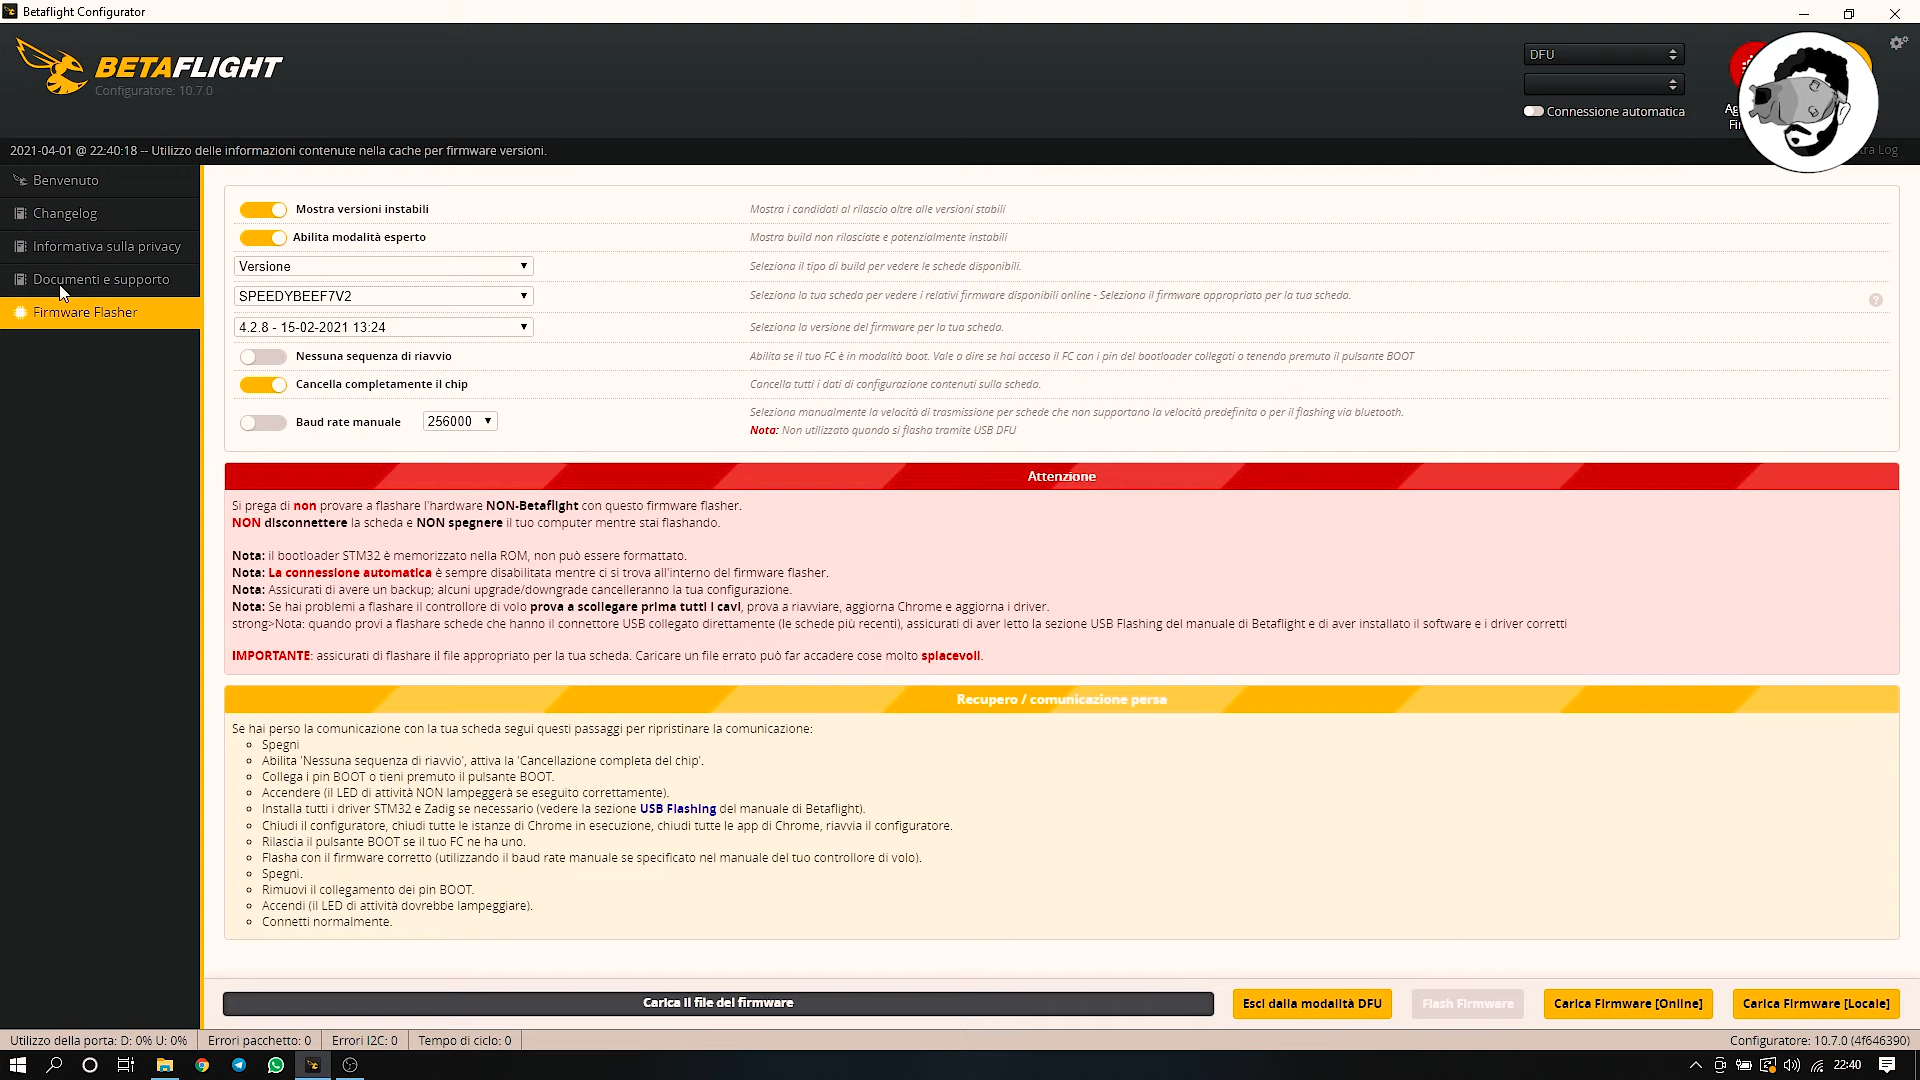 Betaflight Configurator
BETAFLIGHT
Configuratore: 10.7.0
DFU
Connessione automatica
2021-04-01 @ 22:40:18 -- Utilizzo delle informazioni contenute nella cache per firmware versioni.
Log
Benvenuto
Changelog
Informativa sulla privacy
Documenti e supporto
Firmware Flasher
Mostra versioni instabili
Mostra i candidati al rilascio oltre alle versioni stabili
Abilita modalità esperto
Mostra build non rilasciate e potenzialmente instabili
Versione
Seleziona il tipo di build per vedere le schede disponibili.
SPEEDYBEEF7V2
Seleziona la tua scheda per vedere i relativi firmware disponibili online - Seleziona il firmware appropriato per la tua scheda.
4.2.8 - 15-02-2021 13:24
Seleziona la versione del firmware per la tua scheda.
Nessuna sequenza di riavvio
Abilita se il tuo FC è in modalità boot. Vale a dire se hai acceso il FC con i pin del bootloader collegati o tenendo premuto il pulsante BOOT
Cancella completamente il chip
Cancella tutti i dati di configurazione contenuti sulla scheda.
Baud rate manuale 256000
Seleziona manualmente la velocità di trasmissione per schede che non supportano la velocità predefinita o per il flashing via bluetooth.
Nota: Non utilizzato quando si flasha tramite USB DFU
Attenzione
Si prega di non provare a flashare l'hardware NON-Betaflight con questo firmware flasher.
NON disconnettere la scheda e NON spegnere il tuo computer mentre stai flashando.
Nota: il bootloader STM32 è memorizzato nella ROM, non può essere formattato.
Nota: La connessione automatica è sempre disabilitata mentre ci si trova all'interno del firmware flasher.
Nota: Assicurati di avere un backup; alcuni upgrade/downgrade cancelleranno la tua configurazione.
Nota: Se hai problemi a flashare il controllore di volo prova a scollegare prima tutti i cavi, prova a riavviare, aggiorna Chrome e aggiorna i driver.
strong>Nota: quando provi a flashare schede che hanno il connettore USB collegato direttamente (le schede più recenti), assicurati di aver letto la sezione USB Flashing del manuale di Betaflight e di aver installato il software e i driver corretti
IMPORTANTE: assicurati di flashare il file appropriato per la tua scheda. Caricare un file errato può far accadere cose molto spiacevoli.
Recupero / comunicazione persa
Se hai perso la comunicazione con la tua scheda segui questi passaggi per ripristinare la comunicazione:
Spegni
Abilita 'Nessuna sequenza di riavvio', attiva la 'Cancellazione completa del chip'.
Collega i pin BOOT o tieni premuto il pulsante BOOT.
Accendere (il LED di attività NON lampeggerà se eseguito correttamente).
Installa tutti i driver STM32 e Zadig se necessario (vedere la sezione USB Flashing del manuale di Betaflight).
Chiudi il configuratore, chiudi tutte le istanze di Chrome in esecuzione, chiudi tutte le app di Chrome, riavvia il configuratore.
Rilascia il pulsante BOOT se il tuo FC ne ha uno.
Flasha con il firmware corretto (utilizzando il baud rate manuale se specificato nel manuale del tuo controllore di volo).
Spegni.
Rimuovi il collegamento dei pin BOOT.
Accendi (il LED di attività dovrebbe lampeggiare).
Connetti normalmente.
Carica il file del firmware
Esci dalla modalità DFU
Flash Firmware
Carica Firmware [Online]
Carica Firmware [Locale]
Utilizzo della porta: D: 0% U: 0%
Errori pacchetto: 0
Errori I2C: 0
Tempo di ciclo: 0
Configuratore: 10.7.0 (4f646390)
22:40